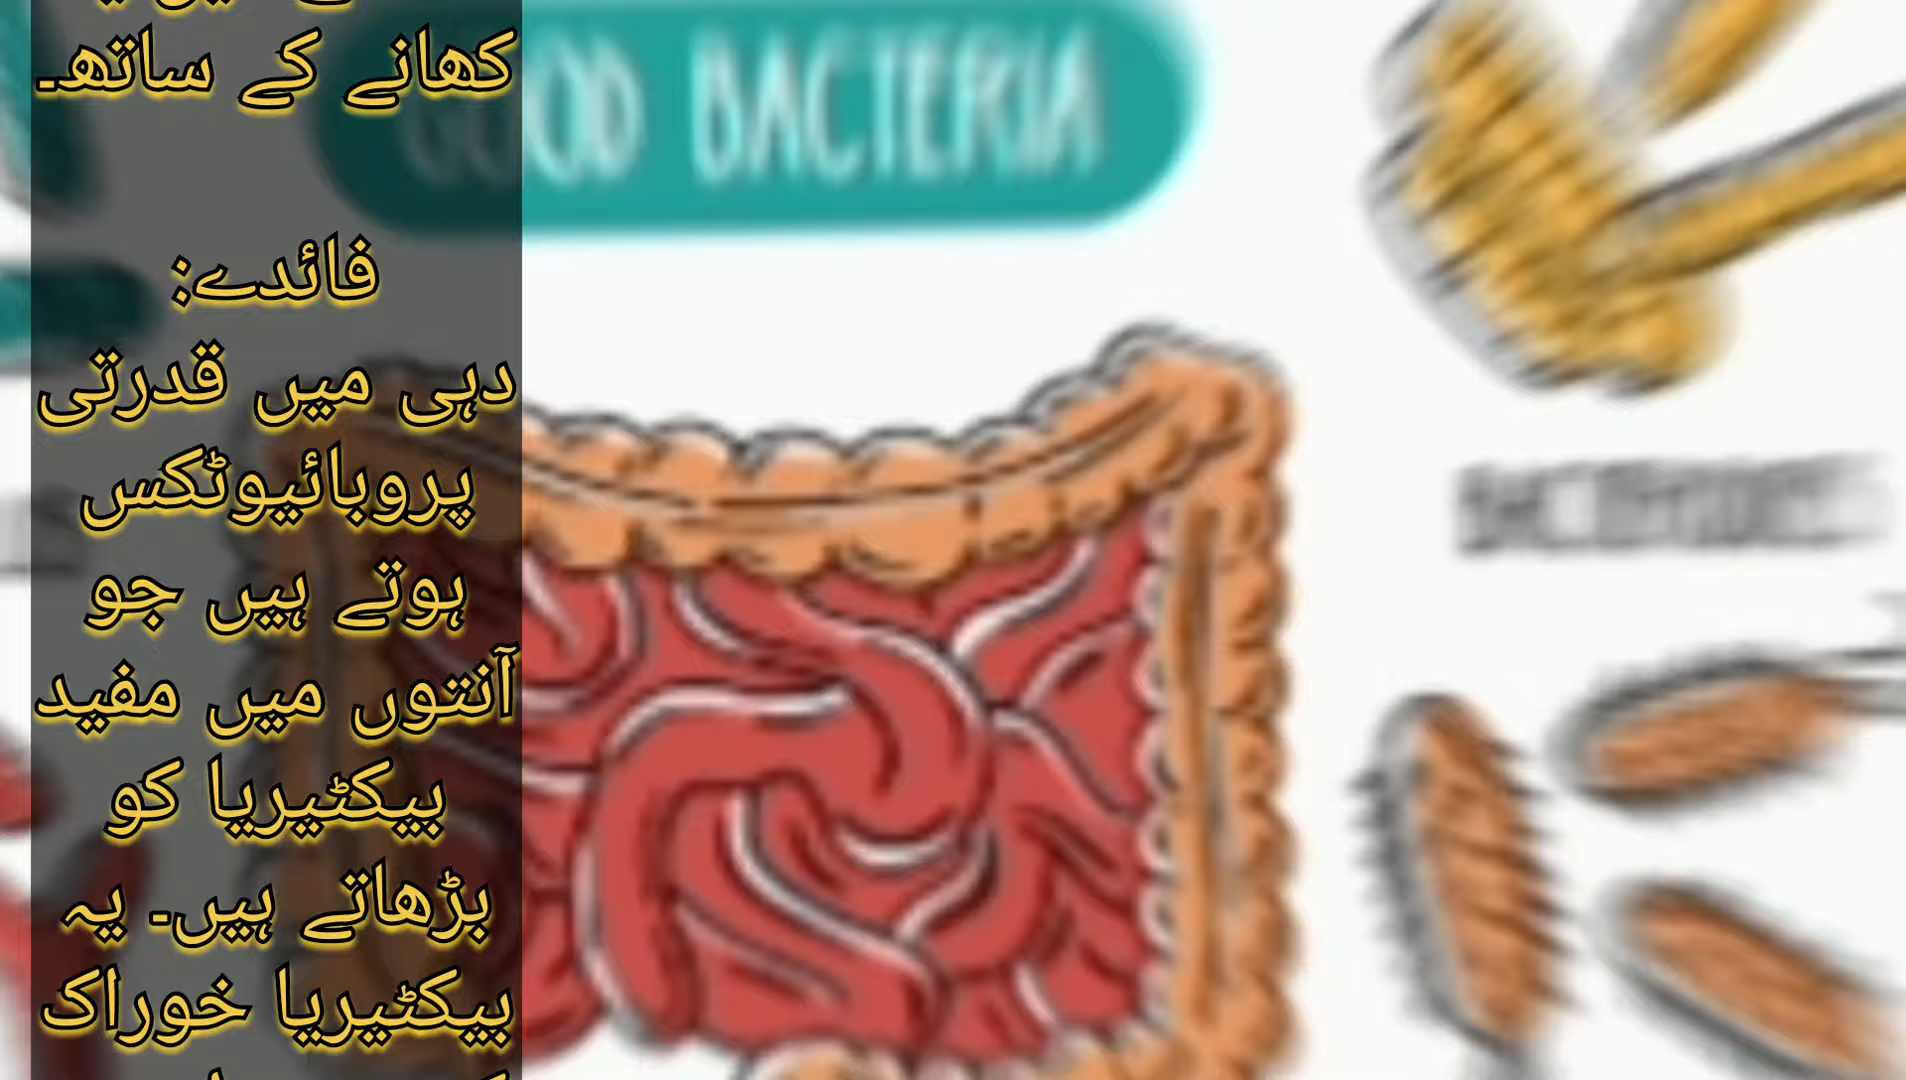 کھانے کے ساتھ۔
فائدے:
دہی میں قدرتی
پروبائیوٹکس
ہوتے ہیں جو
آنتوں میں مفید
بیکٹیریا کو
بڑھاتے ہیں۔ یہ
بیکٹیریا خوراک
GOOD BACTERIA